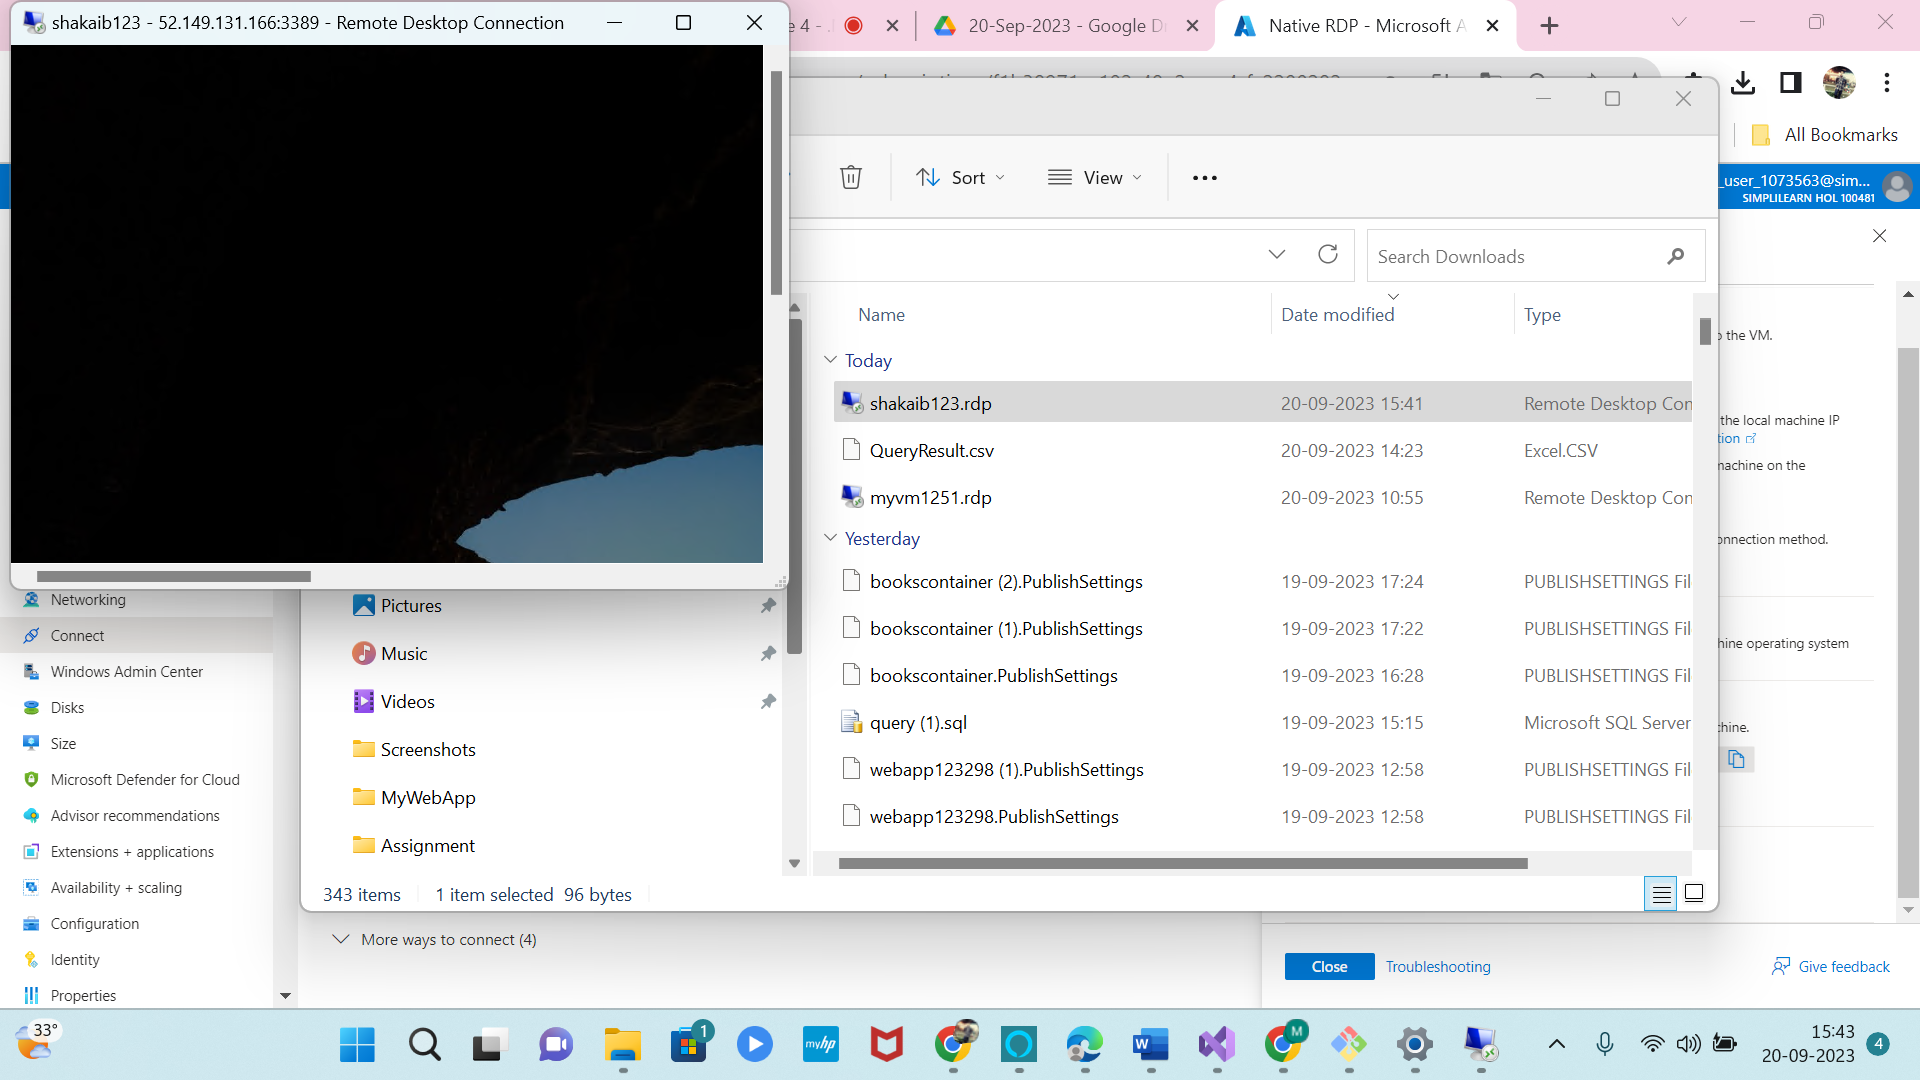 shakaib123 - 52.149.131.166:3389 - Remote Desktop Connection
20-Sep-2023 - Google D
Native RDP - Microsoft A
All Bookmarks
_user_1073563@sim...
SIMPLILEARN HOL 100481
Sort
View
Search Downloads
Name
Date modified
Type
Today
shakaib123.rdp 20-09-2023 15:41 Remote Desktop Con
QueryResult.csv 20-09-2023 14:23 Excel.CSV
myvm1251.rdp 20-09-2023 10:55 Remote Desktop Con
Yesterday
bookscontainer (2).PublishSettings 19-09-2023 17:24 PUBLISHSETTINGS Fil
bookscontainer (1).PublishSettings 19-09-2023 17:22 PUBLISHSETTINGS Fil
bookscontainer.PublishSettings 19-09-2023 16:28 PUBLISHSETTINGS Fil
query (1).sql 19-09-2023 15:15 Microsoft SQL Server
webapp123298 (1).PublishSettings 19-09-2023 12:58 PUBLISHSETTINGS Fil
webapp123298.PublishSettings 19-09-2023 12:58 PUBLISHSETTINGS Fil
Pictures
Music
Videos
Screenshots
MyWebApp
Assignment
343 items
1 item selected 96 bytes
Networking
Connect
Windows Admin Center
Disks
Size
Microsoft Defender for Cloud
Advisor recommendations
Extensions + applications
Availability + scaling
Configuration
Identity
Properties
the VM.
the local machine IP
tion
machine on the
connection method.
hine operating system
chine.
More ways to connect (4)
Close
Troubleshooting
Give feedback
33°
1
myhp
W
M
15:43
20-09-2023
4